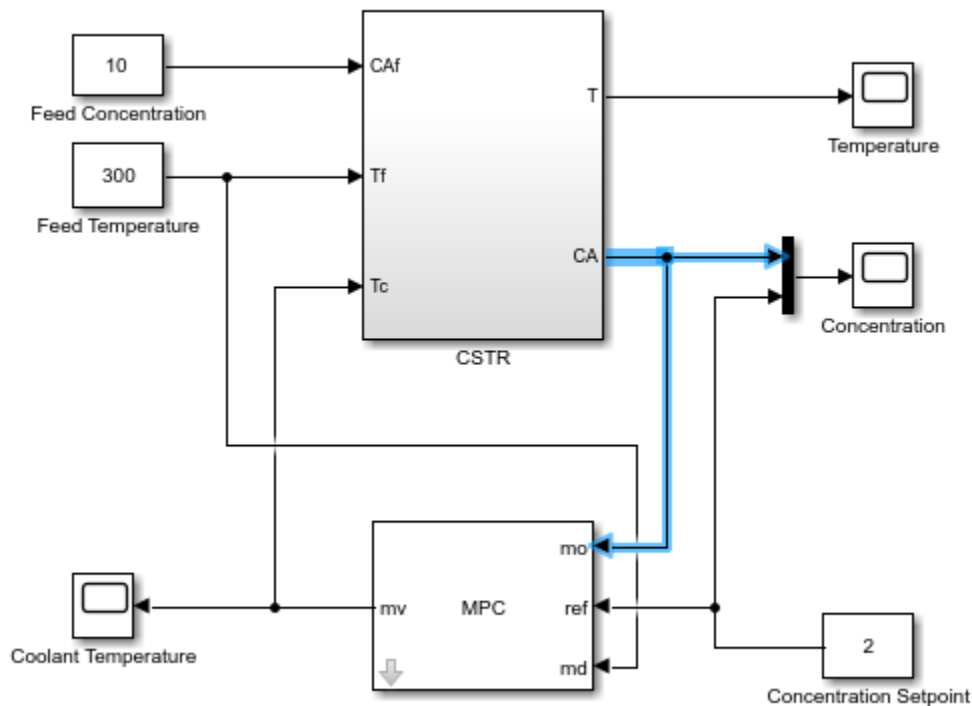 10
Feed Concentration
300
Feed Temperature
CAf
Tf
Tc
T
CA
CSTR
Temperature
Concentration
Coolant Temperature
mv
MPC
mo
ref
md
2
Concentration Setpoint